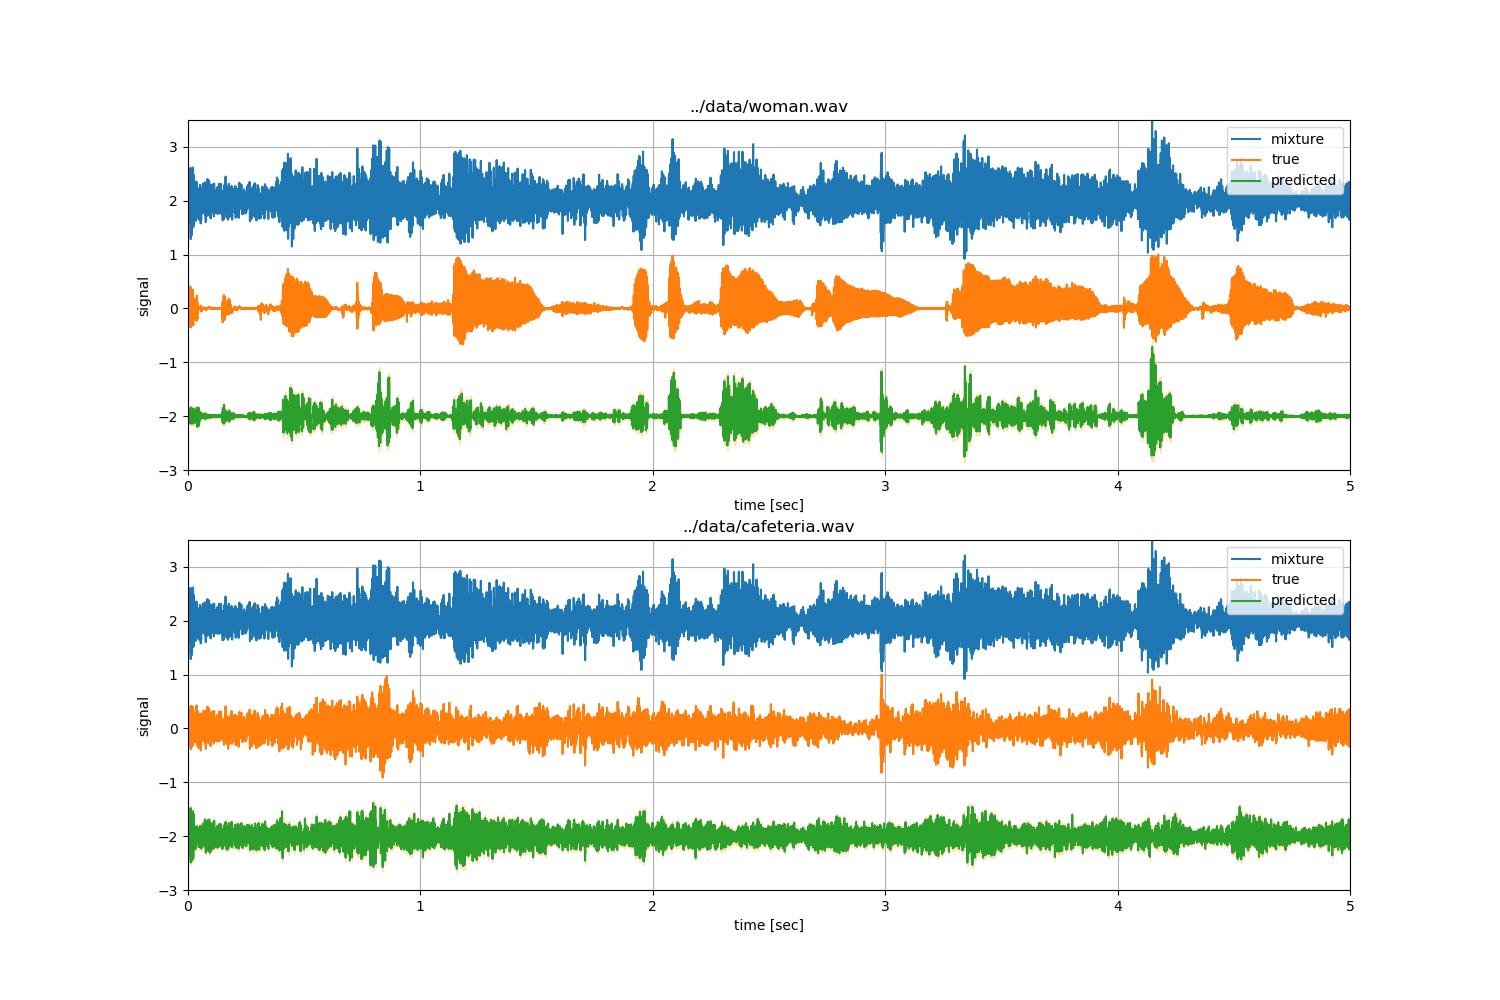 ../data/woman.wav
mixture
true
predicted
3
2
1
0
−1
−2
−3
signal
0 1 2 3 4 5
time [sec]
../data/cafeteria.wav
mixture
true
predicted
3
2
1
0
−1
−2
−3
signal
0 1 2 3 4 5
time [sec]